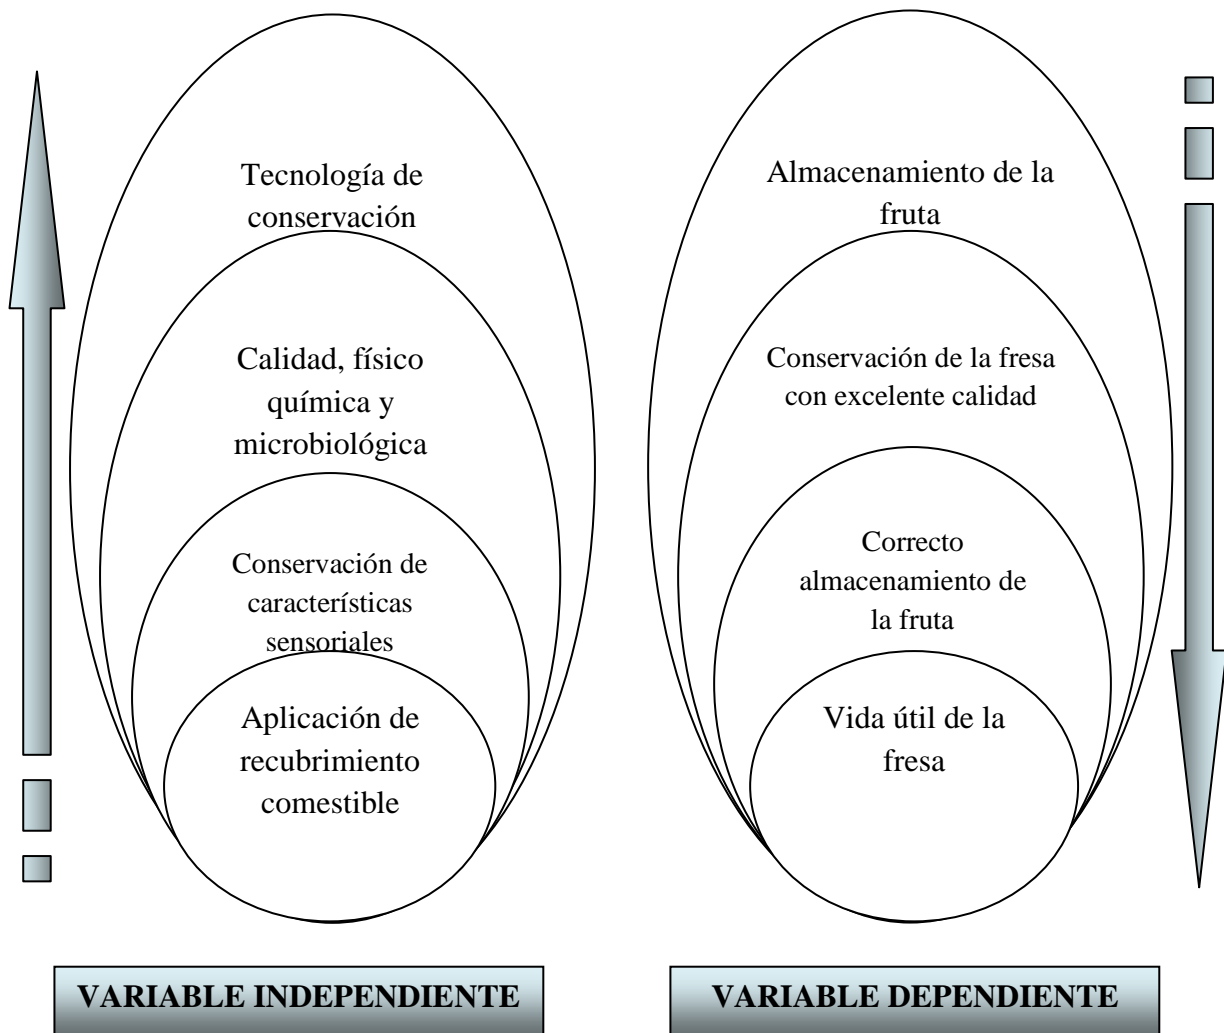 Tecnología de
conservación
Calidad, físico
química y
microbiológica
Conservación de
características
sensoriales
Aplicación de
recubrimiento
comestible
VARIABLE INDEPENDIENTE
Almacenamiento de la
fruta
Conservación de la fresa
con excelente calidad
Correcto
almacenamiento de
la fruta
Vida útil de la
fresa
VARIABLE DEPENDIENTE